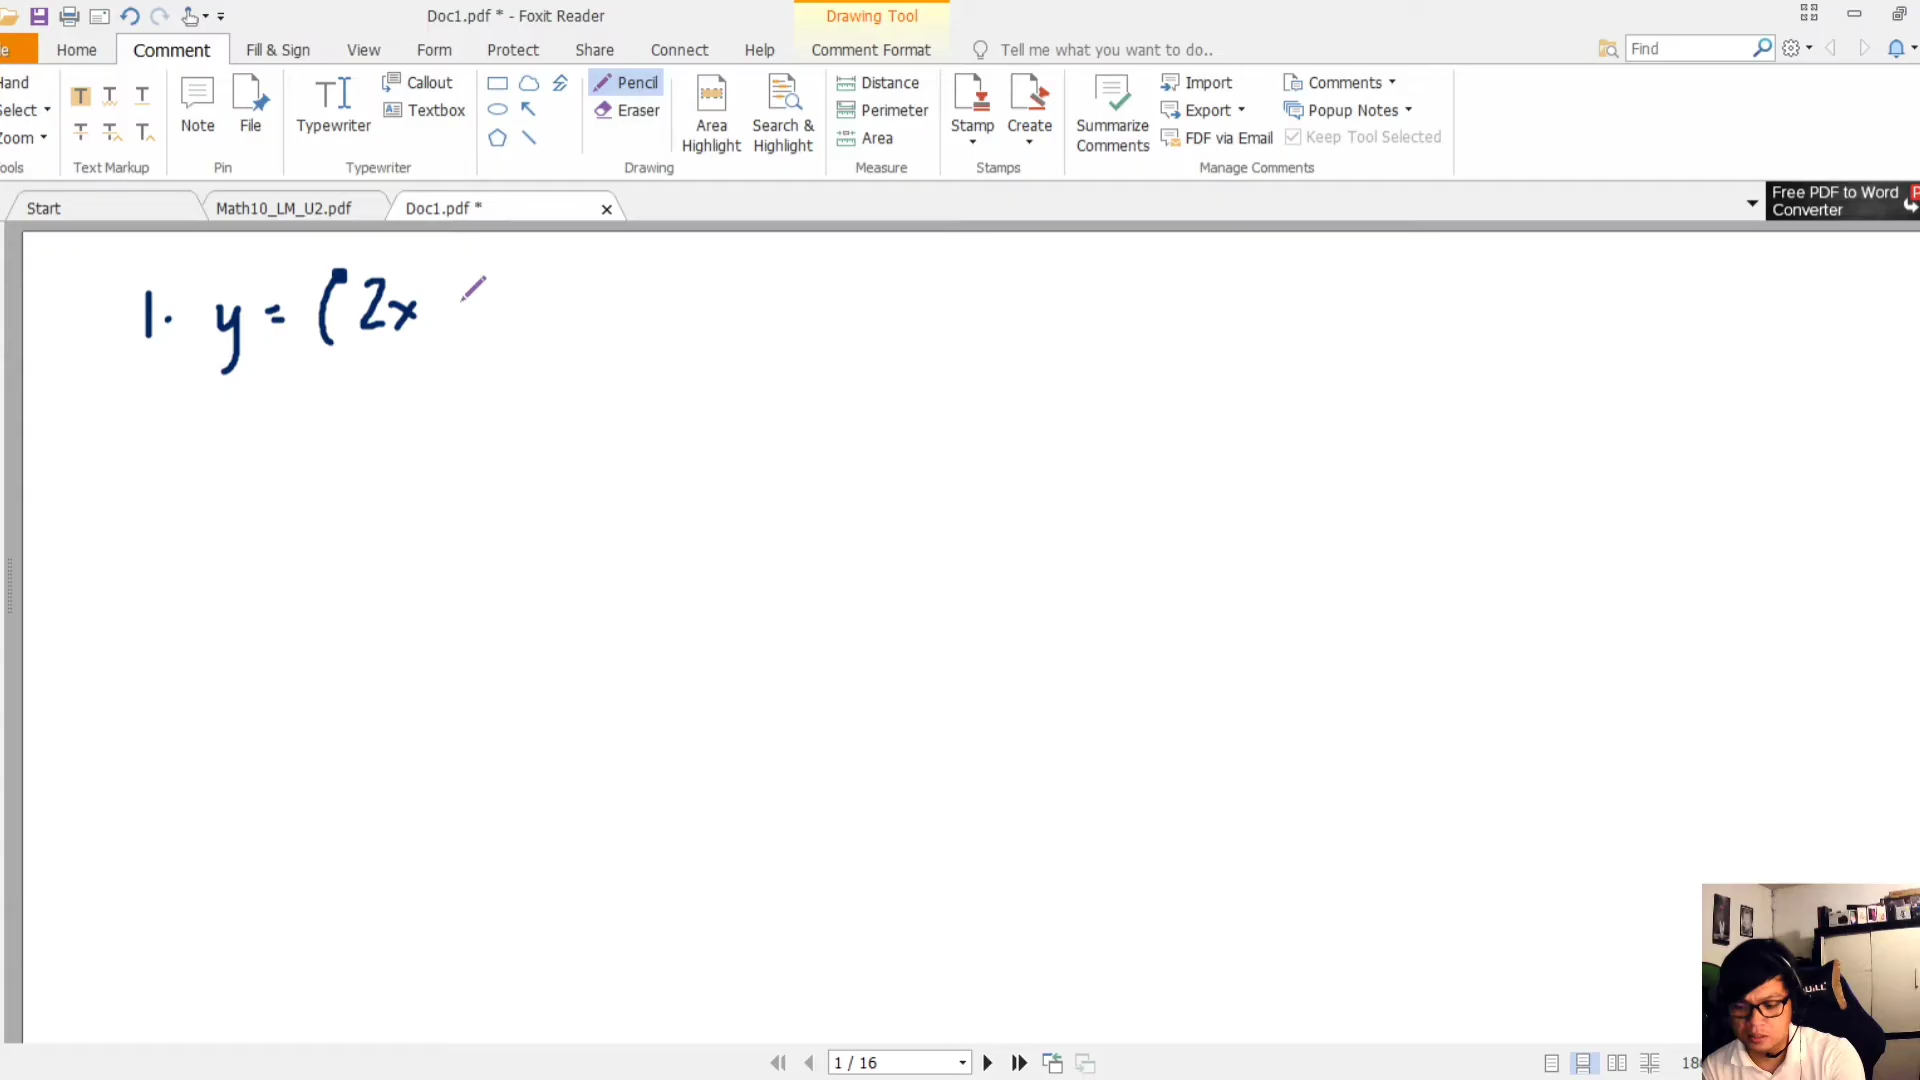 Doc1.pdf * - Foxit Reader
Drawing Tool
Home Comment Fill & Sign View Form Protect Share Connect Help Comment Format Tell me what you want to do.. Find
Hand
Select
Zoom
Tools
Text Markup
Note
File
Pin
Typewriter
Callout
Textbox
Typewriter
Pencil
Eraser
Area Highlight
Search & Highlight
Drawing
Distance
Perimeter
Area
Measure
Stamp
Create
Stamps
Summarize Comments
Import
Export
FDF via Email
Comments
Popup Notes
Keep Tool Selected
Manage Comments
Start Math10_LM_U2.pdf Doc1.pdf *
Free PDF to Word
Converter
1. y = ( 2x
1 / 16